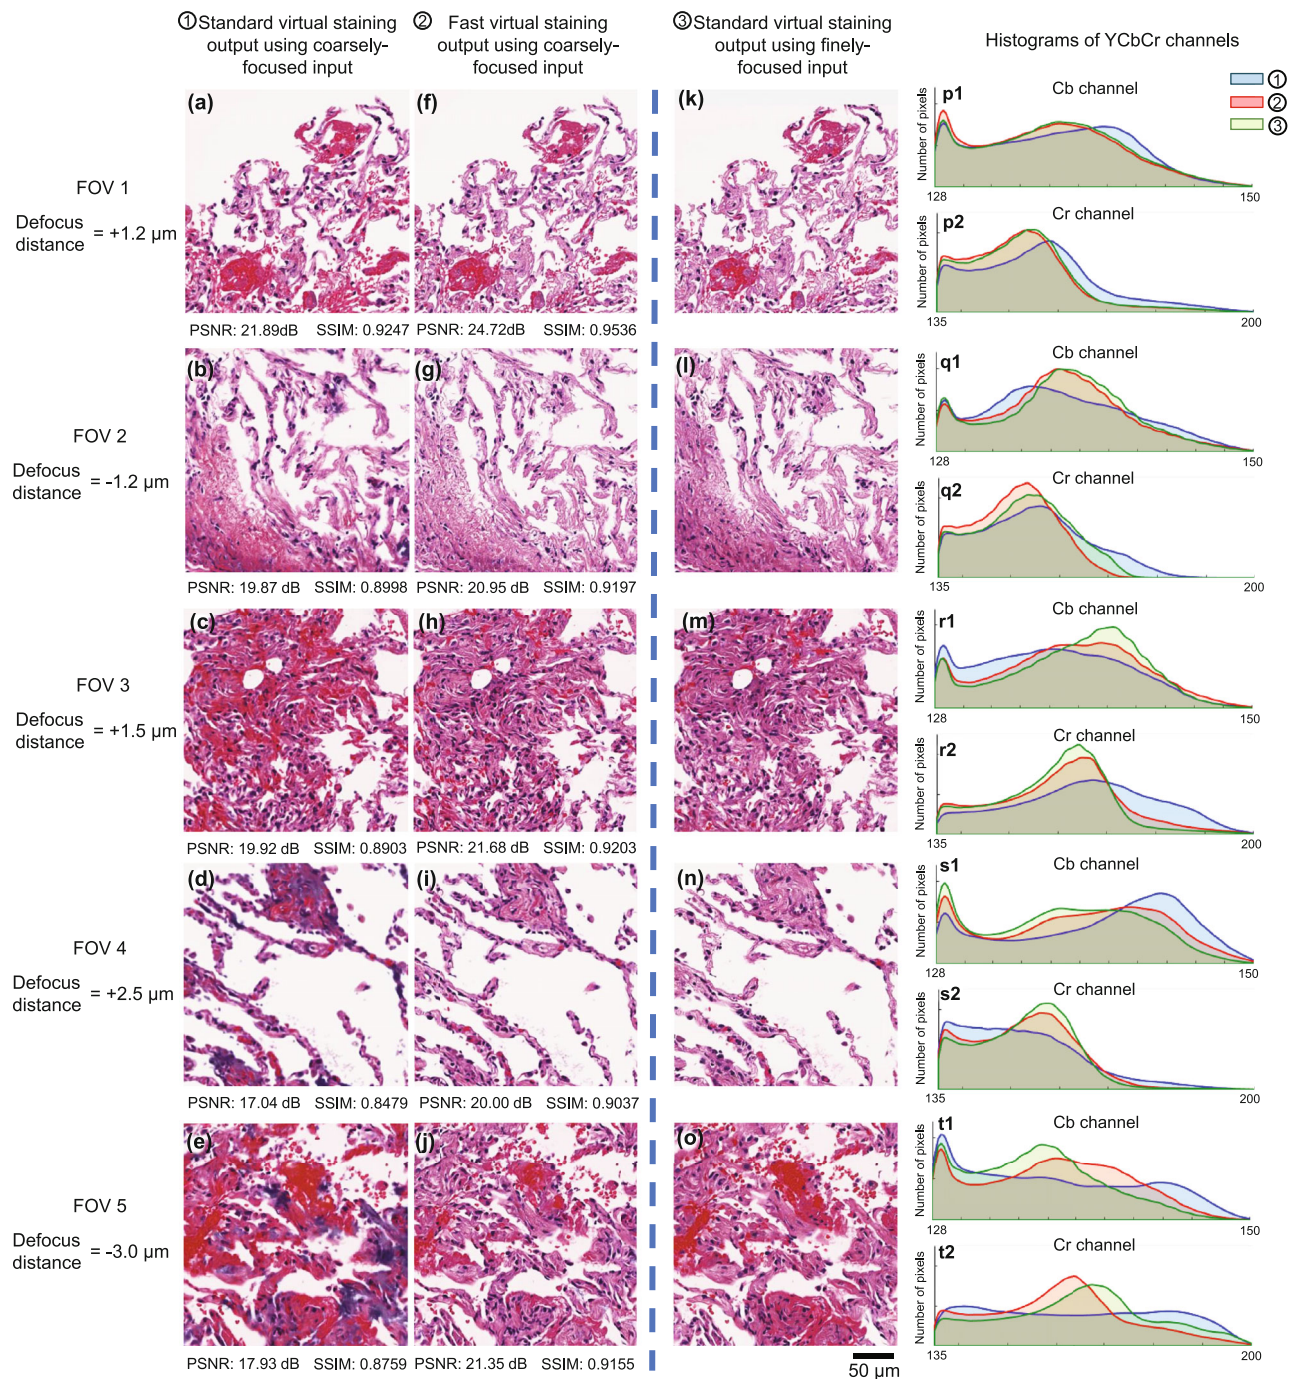 ① Standard virtual staining output using coarsely-focused input
② Fast virtual staining output using coarsely-focused input
③ Standard virtual staining output using finely-focused input
Histograms of YCbCr channels
①
②
③
FOV 1
Defocus distance = +1.2 µm
(a)
(f)
(k)
p1
Cb channel
Number of pixels
128
150
p2
Cr channel
Number of pixels
135
200
PSNR: 21.89dB SSIM: 0.9247
PSNR: 24.72dB SSIM: 0.9536
FOV 2
Defocus distance = -1.2 µm
(b)
(g)
(l)
q1
Cb channel
Number of pixels
128
150
q2
Cr channel
Number of pixels
135
200
PSNR: 19.87 dB SSIM: 0.8998
PSNR: 20.95 dB SSIM: 0.9197
FOV 3
Defocus distance = +1.5 µm
(c)
(h)
(m)
r1
Cb channel
Number of pixels
128
150
r2
Cr channel
Number of pixels
135
200
PSNR: 19.92 dB SSIM: 0.8903
PSNR: 21.68 dB SSIM: 0.9203
FOV 4
Defocus distance = +2.5 µm
(d)
(i)
(n)
s1
Cb channel
Number of pixels
128
150
s2
Cr channel
Number of pixels
135
200
PSNR: 17.04 dB SSIM: 0.8479
PSNR: 20.00 dB SSIM: 0.9037
FOV 5
Defocus distance = -3.0 µm
(e)
(j)
(o)
t1
Cb channel
Number of pixels
128
150
t2
Cr channel
Number of pixels
135
200
PSNR: 17.93 dB SSIM: 0.8759
PSNR: 21.35 dB SSIM: 0.9155
50 µm